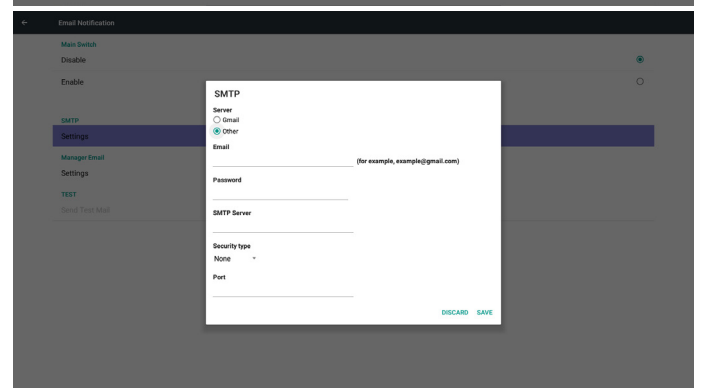 Email Notification
Main Switch
Disable
Enable
SMTP
Settings
Manager Email
Settings
TEST
Send Test Mail
SMTP
Server
Gmail
Other
Email
(for example, example@gmail.com)
Password
SMTP Server
Security type
None
Port
DISCARD SAVE